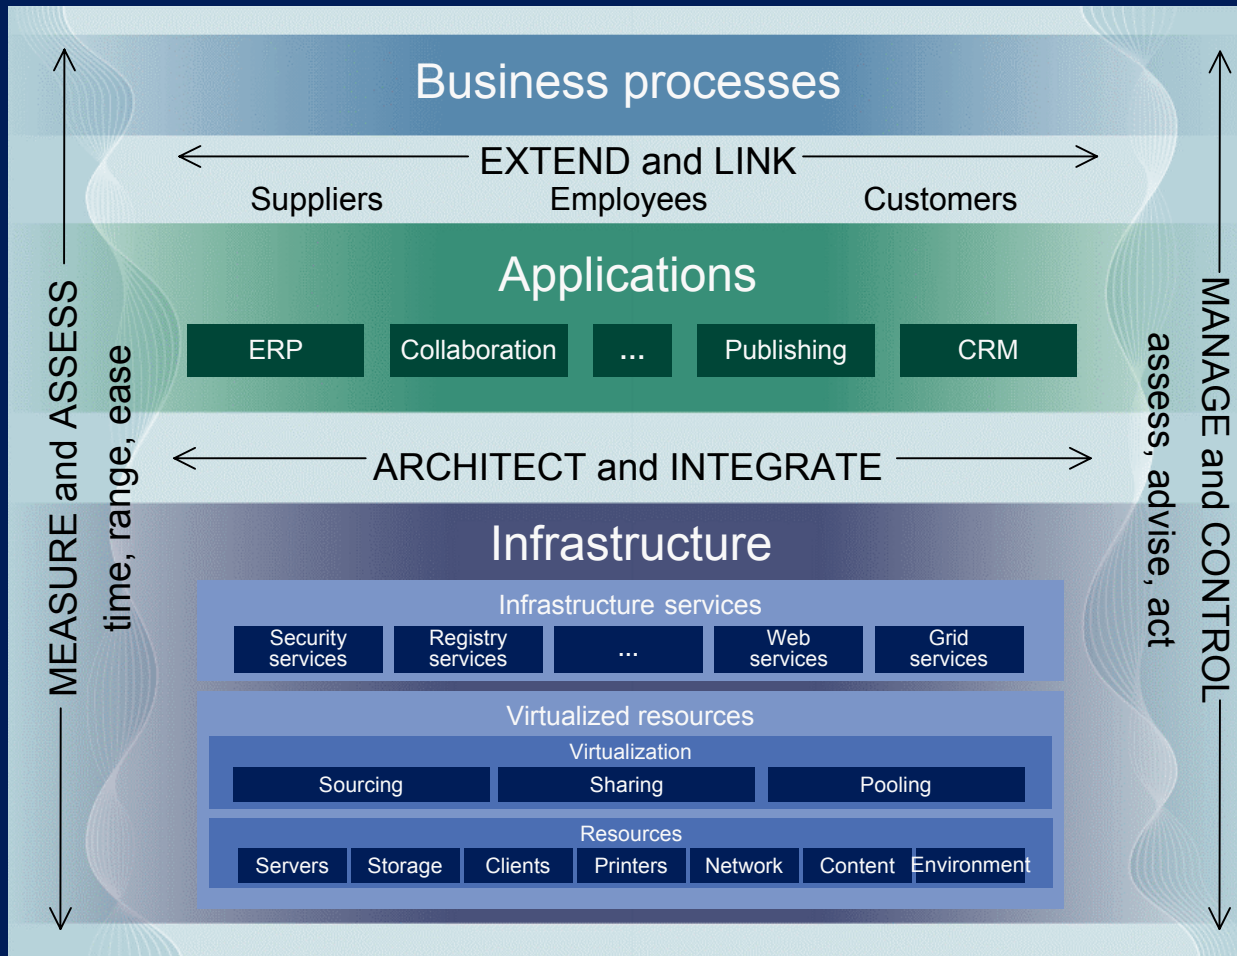 Business processes
EXTEND and LINK
Suppliers
Employees
Customers
Applications
ERP
Collaboration
...
Publishing
CRM
ARCHITECT and INTEGRATE
Infrastructure
Infrastructure services
Security
services
Registry
services
...
Web
services
Grid
services
Virtualized resources
Virtualization
Sourcing
Sharing
Pooling
Resources
Servers
Storage
Clients
Printers
Network
Content
Environment
MEASURE and ASSESS
time, range, ease
MANAGE and CONTROL
assess, advise, act